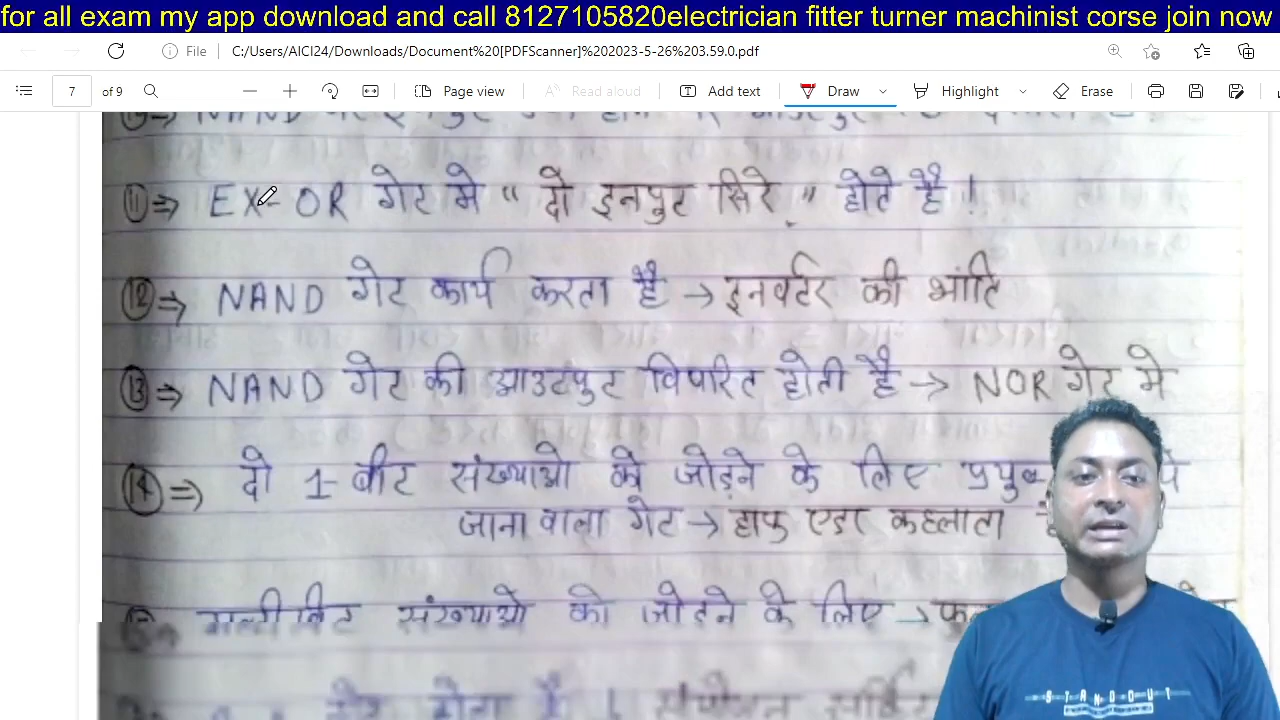 for all exam my app download and call 8127105820electrician fitter turner machinist corse join now
File C:/Users/AICI24/Downloads/Document%20[PDFScanner]%202023-5-26%203.59.0.pdf
7 of 9 Page view Read aloud Add text Draw Highlight Erase
⑪⇒ EX-OR गेट मे " दो इनपुट सिरे " होते है !
⑫⇒ NAND गेट कार्य करता है → इनवर्टर की भांति
⑬⇒ NAND गेट की आउटपुट विपरित होती है → NOR गेट मे
⑭⇒ दो 1-बीट संख्याओ को जोड़ने के लिए
जाना वाला गेट → हाफ एडर कहलाता
संख्याओ को जोडने के लिए →
STANDOUT